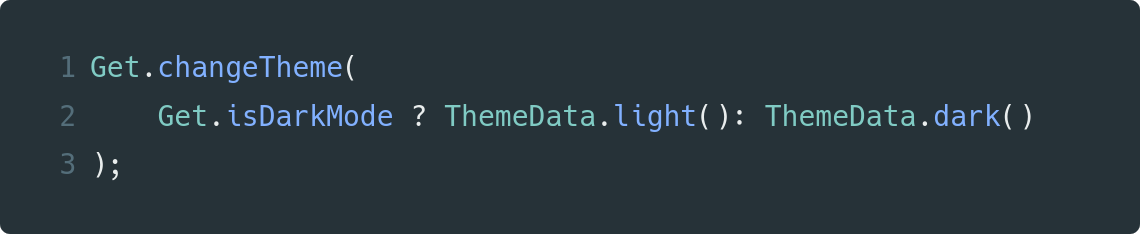 1 Get.changeTheme(
2     Get.isDarkMode ? ThemeData.light(): ThemeData.dark()
3 );